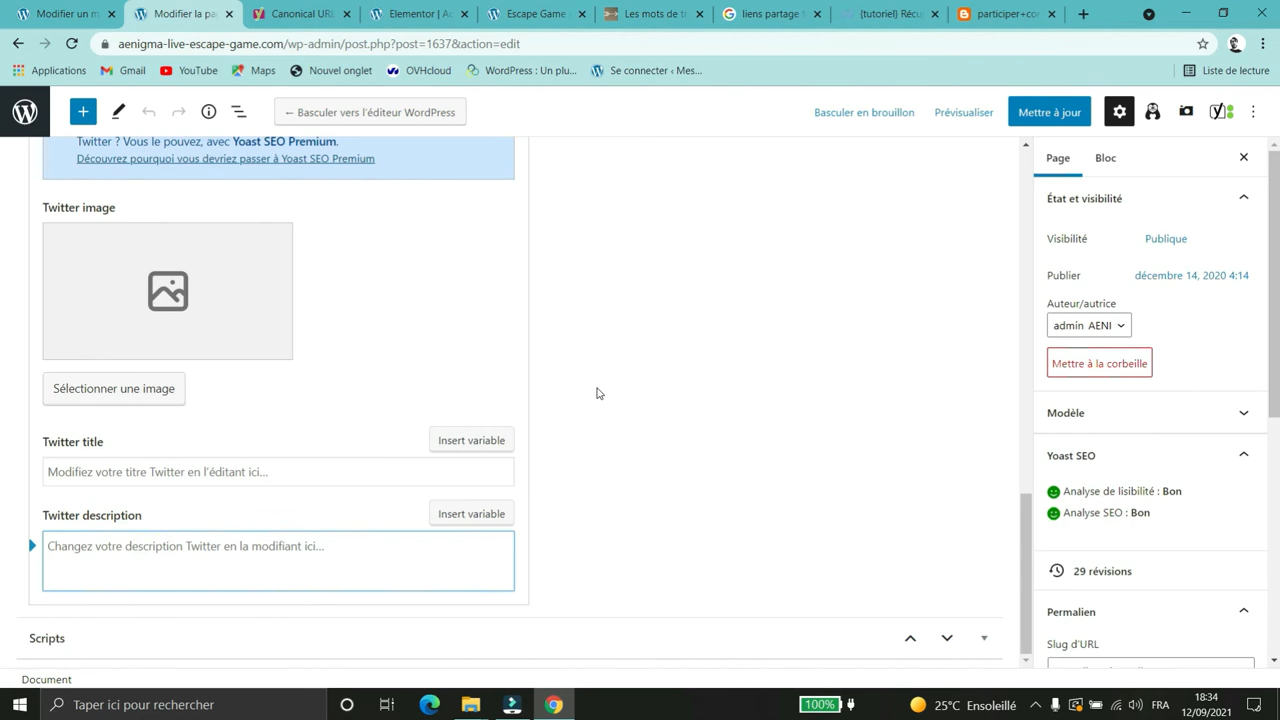 Modifier un m
Modifier la pa
Canonical URL
Elementor | Ac
Escape Game
Les mots de tr
liens partage t
{tutoriel} Récu
participer+cor
aenigma-live-escape-game.com/wp-admin/post.php?post=1637&action=edit
Applications
Gmail
YouTube
Maps
Nouvel onglet
OVHcloud
WordPress : Un plu...
Se connecter ‹ Mes...
Liste de lecture
← Basculer vers l'éditeur WordPress
Basculer en brouillon
Prévisualiser
Mettre à jour
Twitter ? Vous le pouvez, avec Yoast SEO Premium.
Découvrez pourquoi vous devriez passer à Yoast SEO Premium
Twitter image
Sélectionner une image
Twitter title
Insert variable
Modifiez votre titre Twitter en l'éditant ici...
Twitter description
Insert variable
Changez votre description Twitter en la modifiant ici...
Scripts
Document
Page
Bloc
État et visibilité
Visibilité
Publique
Publier
décembre 14, 2020 4:14
Auteur/autrice
admin AENI
Mettre à la corbeille
Modèle
Yoast SEO
Analyse de lisibilité : Bon
Analyse SEO : Bon
29 révisions
Permalien
Slug d'URL
Taper ici pour rechercher
100%
25°C Ensoleillé
FRA
18:34
12/09/2021